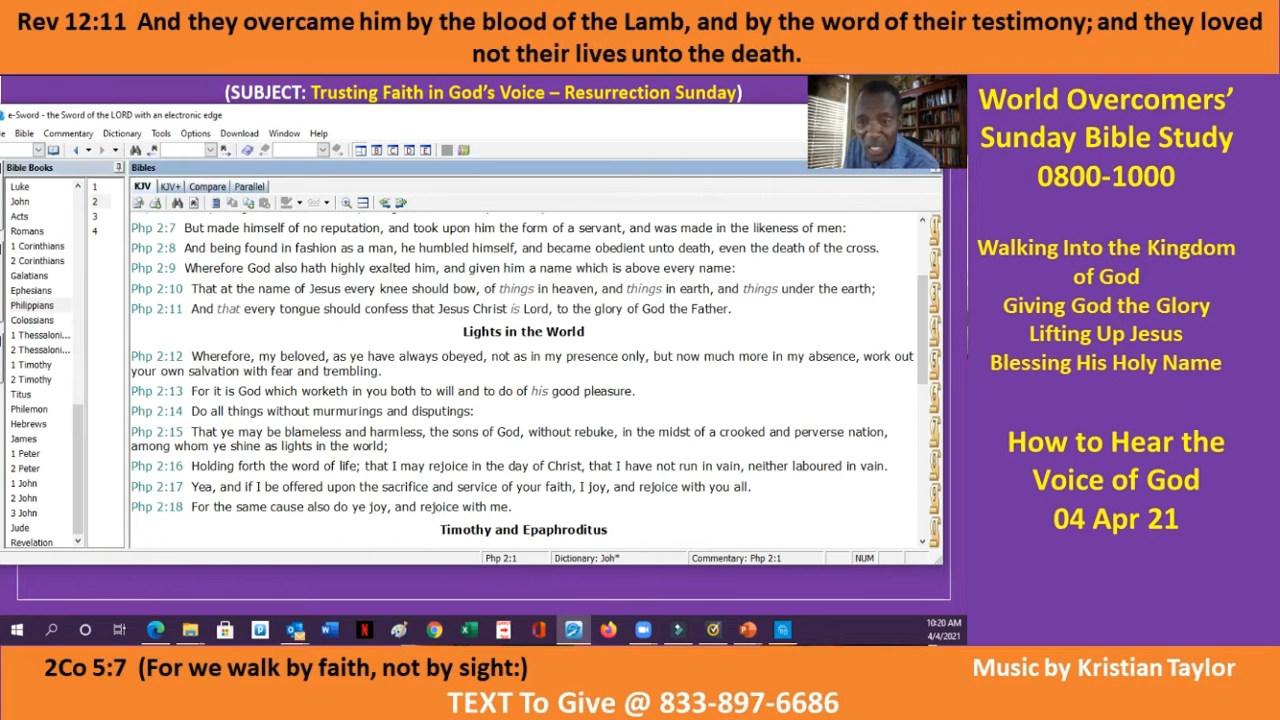 Rev 12:11 And they overcame him by the blood of the Lamb, and by the word of their testimony; and they loved
not their lives unto the death.
(SUBJECT: Trusting Faith in God's Voice – Resurrection Sunday)
e-Sword - the Sword of the LORD with an electronic edge
Bible Commentary Dictionary Tools Options Download Window Help
Bible Books
Bibles
KJV KJV+ Compare Parallel
Luke
John
Acts
Romans
1 Corinthians
2 Corinthians
Galatians
Ephesians
Philippians
Colossians
1 Thessaloni...
2 Thessaloni...
1 Timothy
2 Timothy
Titus
Philemon
Hebrews
James
1 Peter
2 Peter
1 John
2 John
3 John
Jude
Revelation
1
2
3
4
Php 2:7 But made himself of no reputation, and took upon him the form of a servant, and was made in the likeness of men:
Php 2:8 And being found in fashion as a man, he humbled himself, and became obedient unto death, even the death of the cross.
Php 2:9 Wherefore God also hath highly exalted him, and given him a name which is above every name:
Php 2:10 That at the name of Jesus every knee should bow, of things in heaven, and things in earth, and things under the earth;
Php 2:11 And that every tongue should confess that Jesus Christ is Lord, to the glory of God the Father.
Lights in the World
Php 2:12 Wherefore, my beloved, as ye have always obeyed, not as in my presence only, but now much more in my absence, work out
your own salvation with fear and trembling.
Php 2:13 For it is God which worketh in you both to will and to do of his good pleasure.
Php 2:14 Do all things without murmurings and disputings:
Php 2:15 That ye may be blameless and harmless, the sons of God, without rebuke, in the midst of a crooked and perverse nation,
among whom ye shine as lights in the world;
Php 2:16 Holding forth the word of life; that I may rejoice in the day of Christ, that I have not run in vain, neither laboured in vain.
Php 2:17 Yea, and if I be offered upon the sacrifice and service of your faith, I joy, and rejoice with you all.
Php 2:18 For the same cause also do ye joy, and rejoice with me.
Timothy and Epaphroditus
Php 2:1 Dictionary: Joh* Commentary: Php 2:1 NUM
10:20 AM
4/4/2021
World Overcomers'
Sunday Bible Study
0800-1000
Walking Into the Kingdom
of God
Giving God the Glory
Lifting Up Jesus
Blessing His Holy Name
How to Hear the
Voice of God
04 Apr 21
2Co 5:7 (For we walk by faith, not by sight:)
Music by Kristian Taylor
TEXT To Give @ 833-897-6686